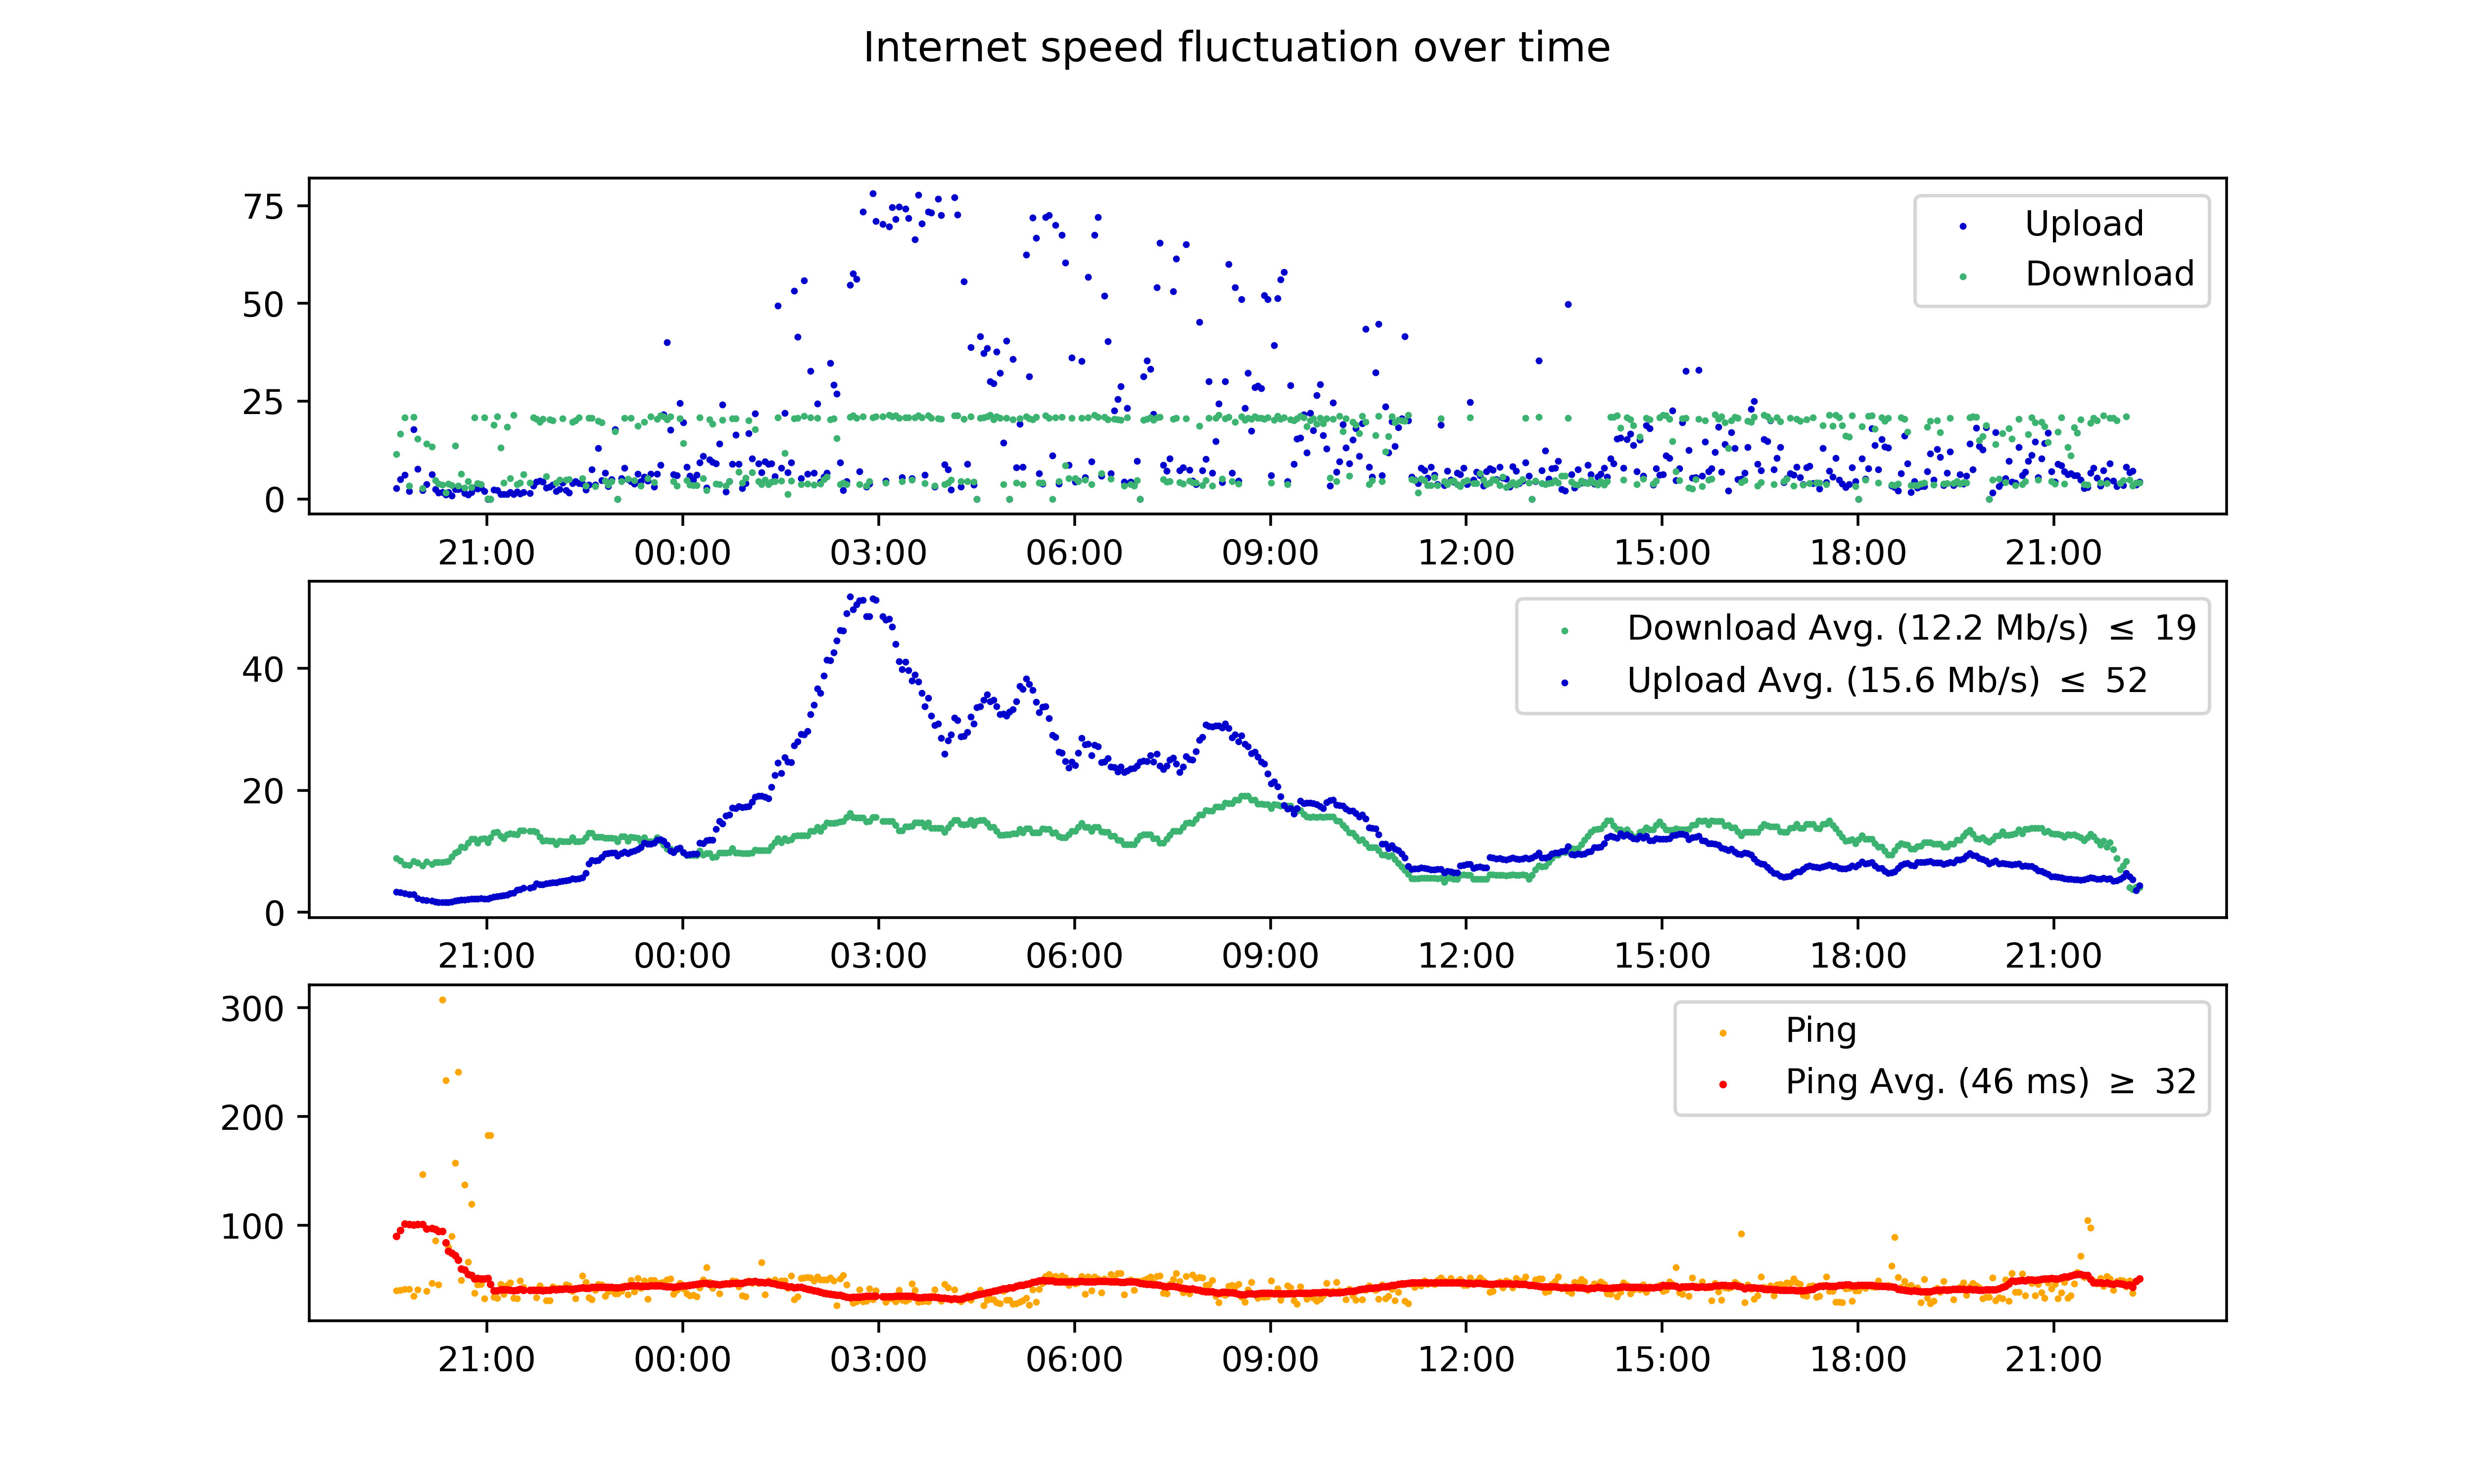 Internet speed fluctuation over time
75
50
25
0
Upload
Download
21:00 00:00 03:00 06:00 09:00 12:00 15:00 18:00 21:00
40
20
0
Download Avg. (12.2 Mb/s) ≤ 19
Upload Avg. (15.6 Mb/s) ≤ 52
21:00 00:00 03:00 06:00 09:00 12:00 15:00 18:00 21:00
300
200
100
Ping
Ping Avg. (46 ms) ≥ 32
21:00 00:00 03:00 06:00 09:00 12:00 15:00 18:00 21:00